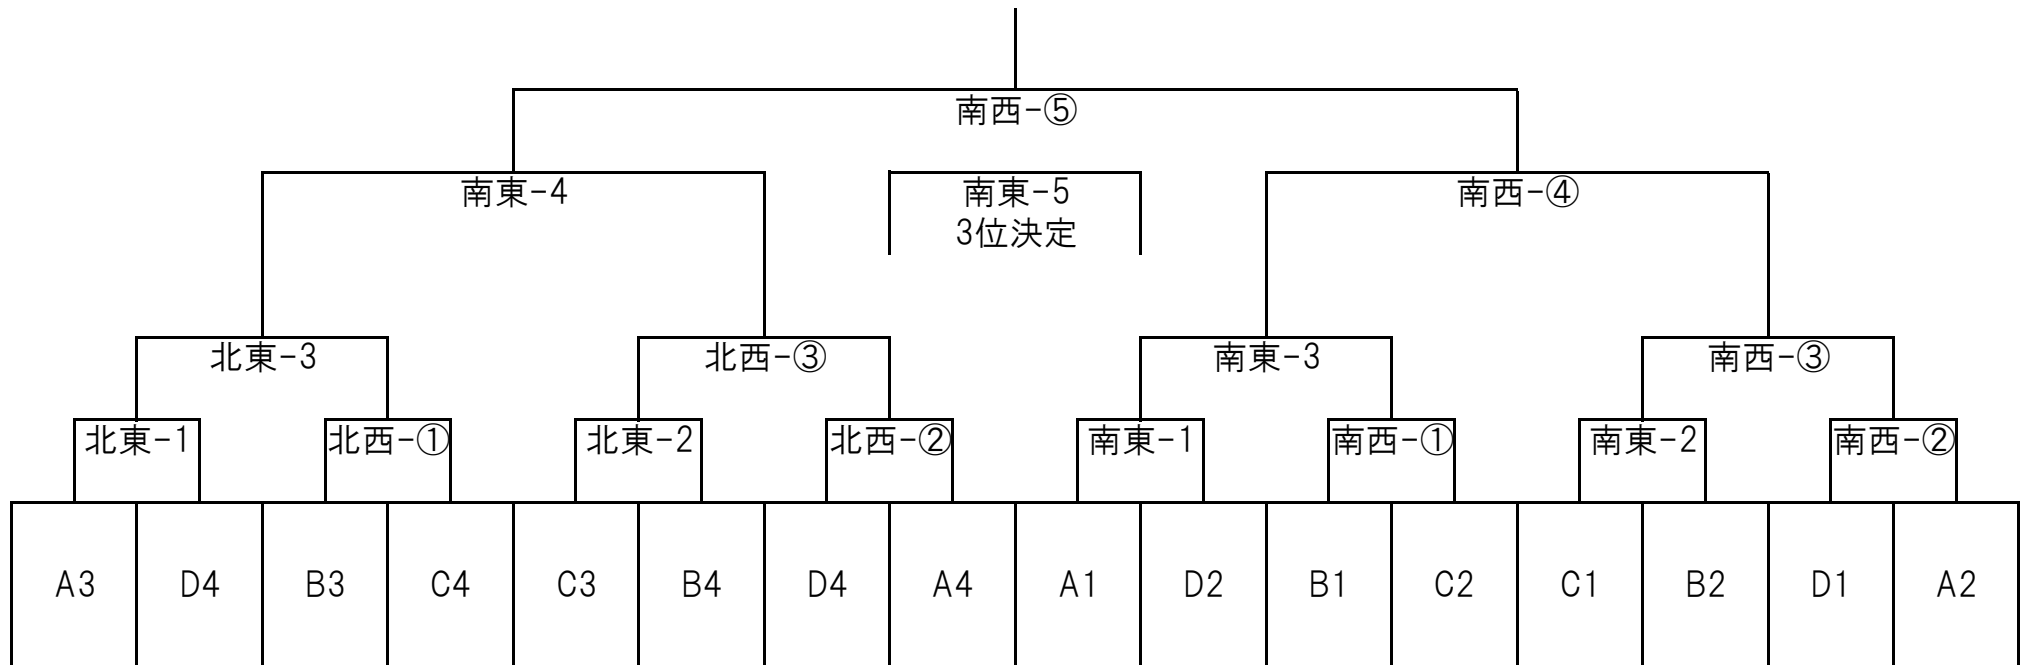 南西-⑤
南東-4
南東-5
3位決定
南西-④
北東-3
北西-③
南東-3
南西-③
北東-1
北西-①
北東-2
北西-②
南東-1
南西-①
南東-2
南西-②
A3
D4
B3
C4
C3
B4
D4
A4
A1
D2
B1
C2
C1
B2
D1
A2